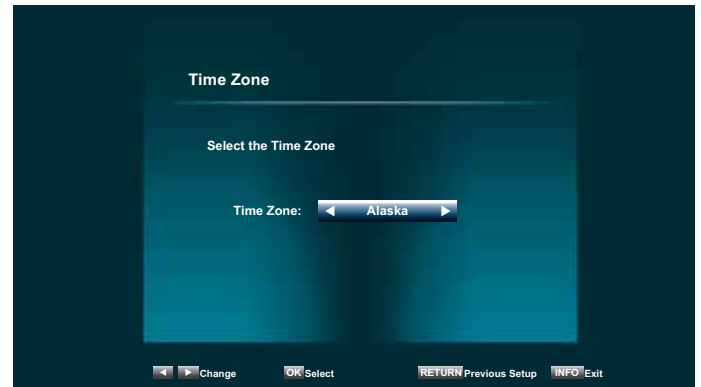 Time Zone
Select the Time Zone
Time Zone: ◀ Alaska ▶
◀ ▶ Change OK Select RETURN Previous Setup INFO Exit